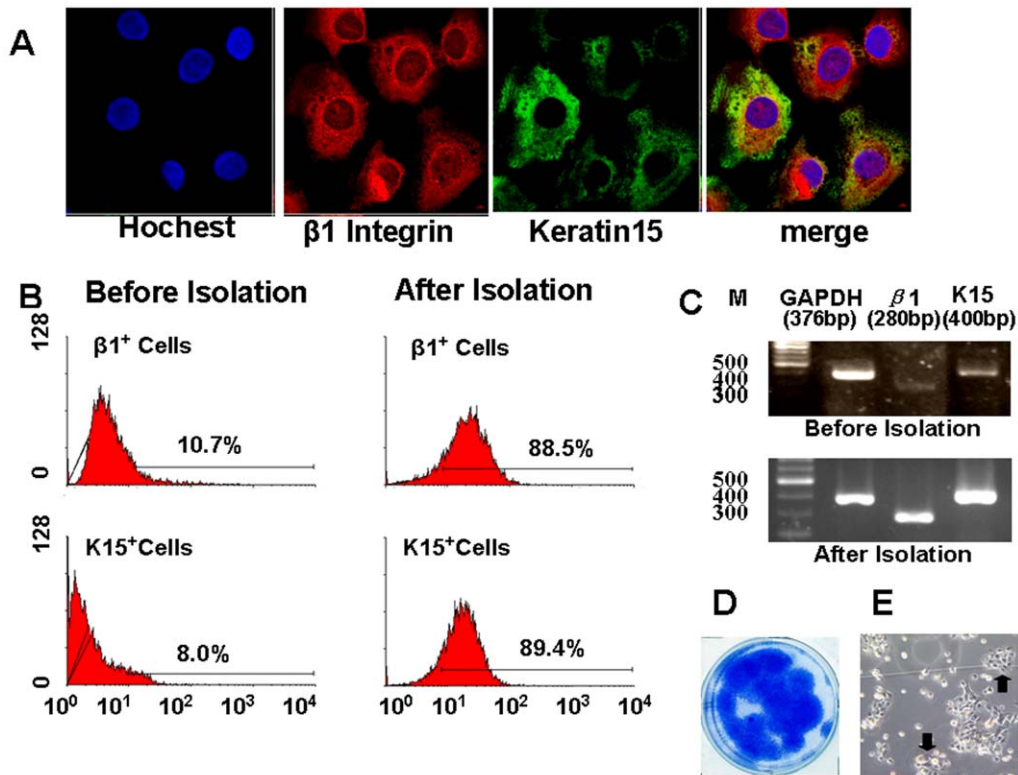 A
Hochest
β1 Integrin
Keratin15
merge
B
Before Isolation
After Isolation
128
0
β1+ Cells
10.7%
β1+ Cells
88.5%
128
0
K15+Cells
8.0%
K15+Cells
89.4%
10^0 10^1 10^2 10^3 10^4
10^0 10^1 10^2 10^3 10^4
C
M GAPDH β1 K15
(376bp) (280bp) (400bp)
500
400
300
Before Isolation
500
400
300
After Isolation
D
E